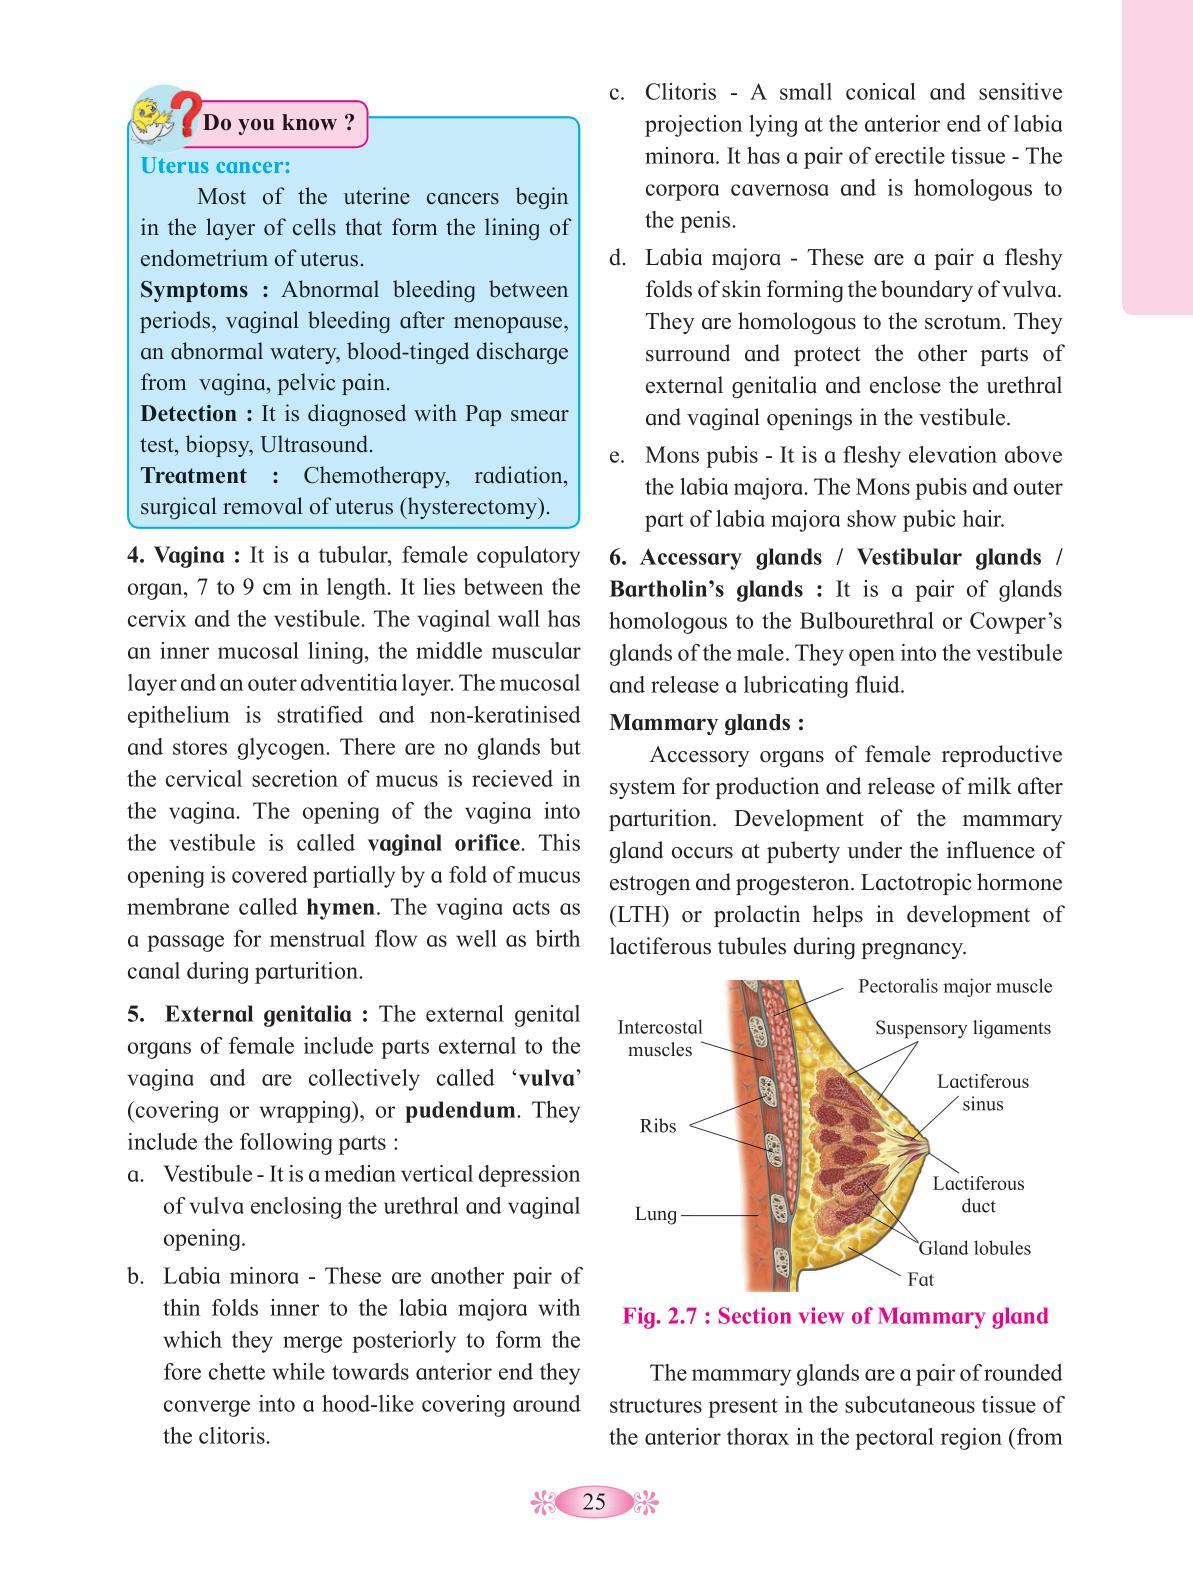 Do you know ?
Uterus cancer:
Most of the uterine cancers begin
in the layer of cells that form the lining of
endometrium of uterus.
Symptoms : Abnormal bleeding between
periods, vaginal bleeding after menopause,
an abnormal watery, blood-tinged discharge
from vagina, pelvic pain.
Detection : It is diagnosed with Pap smear
test, biopsy, Ultrasound.
Treatment : Chemotherapy, radiation,
surgical removal of uterus (hysterectomy).
4. Vagina : It is a tubular, female copulatory
organ, 7 to 9 cm in length. It lies between the
cervix and the vestibule. The vaginal wall has
an inner mucosal lining, the middle muscular
layer and an outer adventitia layer. The mucosal
epithelium is stratified and non-keratinised
and stores glycogen. There are no glands but
the cervical secretion of mucus is recieved in
the vagina. The opening of the vagina into
the vestibule is called vaginal orifice. This
opening is covered partially by a fold of mucus
membrane called hymen. The vagina acts as
a passage for menstrual flow as well as birth
canal during parturition.
5. External genitalia : The external genital
organs of female include parts external to the
vagina and are collectively called ‘vulva’
(covering or wrapping), or pudendum. They
include the following parts :
a. Vestibule - It is a median vertical depression
of vulva enclosing the urethral and vaginal
opening.
b. Labia minora - These are another pair of
thin folds inner to the labia majora with
which they merge posteriorly to form the
fore chette while towards anterior end they
converge into a hood-like covering around
the clitoris.
c. Clitoris - A small conical and sensitive
projection lying at the anterior end of labia
minora. It has a pair of erectile tissue - The
corpora cavernosa and is homologous to
the penis.
d. Labia majora - These are a pair a fleshy
folds of skin forming the boundary of vulva.
They are homologous to the scrotum. They
surround and protect the other parts of
external genitalia and enclose the urethral
and vaginal openings in the vestibule.
e. Mons pubis - It is a fleshy elevation above
the labia majora. The Mons pubis and outer
part of labia majora show pubic hair.
6. Accessary glands / Vestibular glands /
Bartholin’s glands : It is a pair of glands
homologous to the Bulbourethral or Cowper’s
glands of the male. They open into the vestibule
and release a lubricating fluid.
Mammary glands :
Accessory organs of female reproductive
system for production and release of milk after
parturition. Development of the mammary
gland occurs at puberty under the influence of
estrogen and progesteron. Lactotropic hormone
(LTH) or prolactin helps in development of
lactiferous tubules during pregnancy.
Pectoralis major muscle
Intercostal
muscles
Suspensory ligaments
Lactiferous
sinus
Ribs
Lactiferous
duct
Lung
Gland lobules
Fat
Fig. 2.7 : Section view of Mammary gland
The mammary glands are a pair of rounded
structures present in the subcutaneous tissue of
the anterior thorax in the pectoral region (from
25